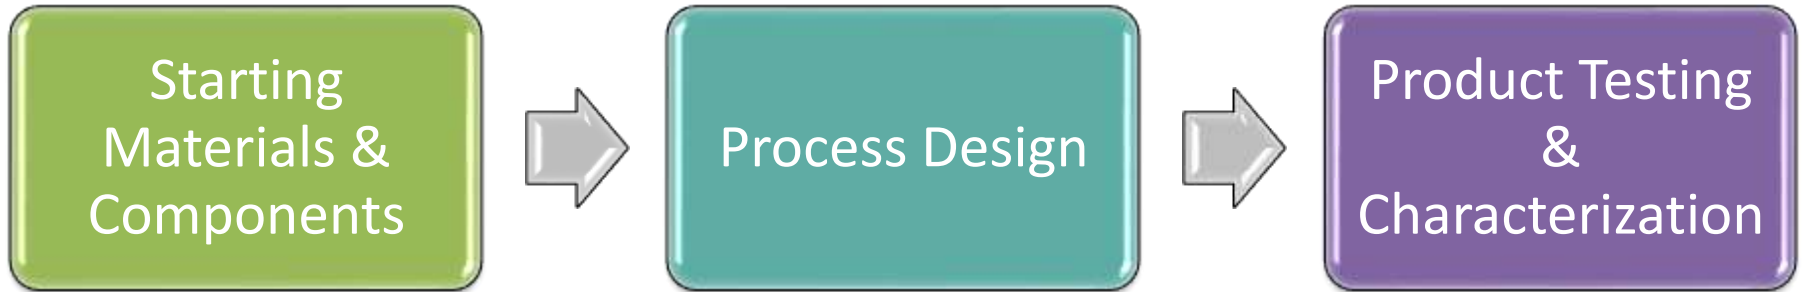 Starting
Materials &
Components
Process Design
Product Testing
&
Characterization